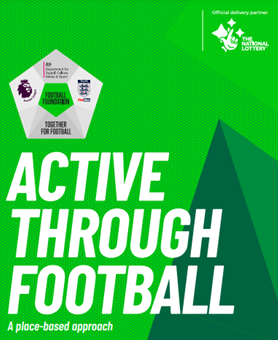 Official delivery partner
THE
NATIONAL
LOTTERY
Department for
Digital, Culture
Media & Sport
FOOTBALL
FOUNDATION
TOGETHER
FOR FOOTBALL
ACTIVE
THROUGH
FOOTBALL
A place-based approach